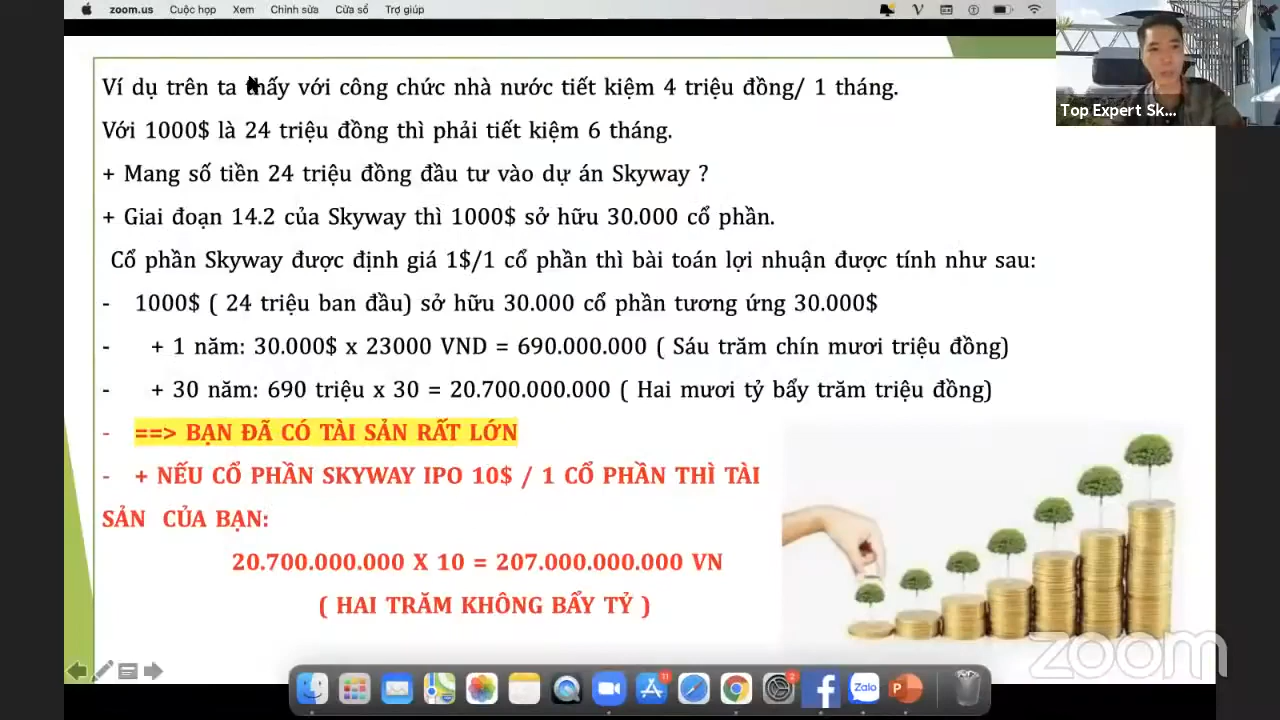 zoom.us Cuộc họp Xem Chỉnh sửa Cửa sổ Trợ giúp
Top Expert Sk...
Ví dụ trên ta thấy với công chức nhà nước tiết kiệm 4 triệu đồng/ 1 tháng.
Với 1000$ là 24 triệu đồng thì phải tiết kiệm 6 tháng.
+ Mang số tiền 24 triệu đồng đầu tư vào dự án Skyway ?
+ Giai đoạn 14.2 của Skyway thì 1000$ sở hữu 30.000 cổ phần.
Cổ phần Skyway được định giá 1$/1 cổ phần thì bài toán lợi nhuận được tính như sau:
- 1000$ ( 24 triệu ban đầu) sở hữu 30.000 cổ phần tương ứng 30.000$
- + 1 năm: 30.000$ x 23000 VND = 690.000.000 ( Sáu trăm chín mươi triệu đồng)
- + 30 năm: 690 triệu x 30 = 20.700.000.000 ( Hai mươi tỷ bẩy trăm triệu đồng)
- ==> BẠN ĐÃ CÓ TÀI SẢN RẤT LỚN
- + NẾU CỔ PHẦN SKYWAY IPO 10$ / 1 CỔ PHẦN THÌ TÀI
SẢN CỦA BẠN:
20.700.000.000 X 10 = 207.000.000.000 VN
( HAI TRĂM KHÔNG BẨY TỶ )
zoom
11
2
Zalo
P